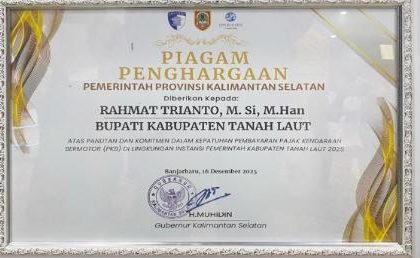 PIAGAM
PENGHARGAAN
PEMERINTAH PROVINSI KALIMANTAN SELATAN
Diberikan Kepada:
RAHMAT TRIANTO, M. Si, M.Han
BUPATI KABUPATEN TANAH LAUT
ATAS PANUTAN DAN KOMITMEN DALAM KEPATUHAN PEMBAYARAN PAJAK KENDARAAN
BERMOTOR (PKB) DI LINGKUNGAN INSTANSI PEMERINTAH KABUPATEN TANAH LAUT 2025
Banjarbaru, 16 Desember 2025
H.MUHIDIN
Gubernur Kalimantan Selatan